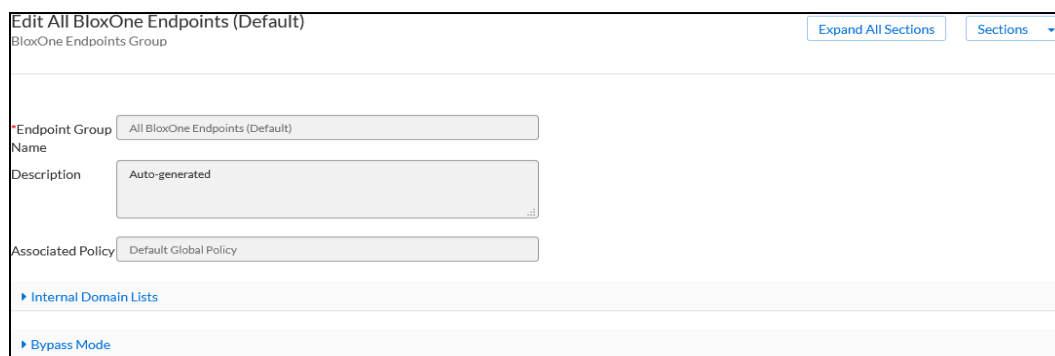 Edit All BloxOne Endpoints (Default)
BloxOne Endpoints Group
Expand All Sections
Sections
*Endpoint Group Name
All BloxOne Endpoints (Default)
Description
Auto-generated
Associated Policy
Default Global Policy
Internal Domain Lists
Bypass Mode